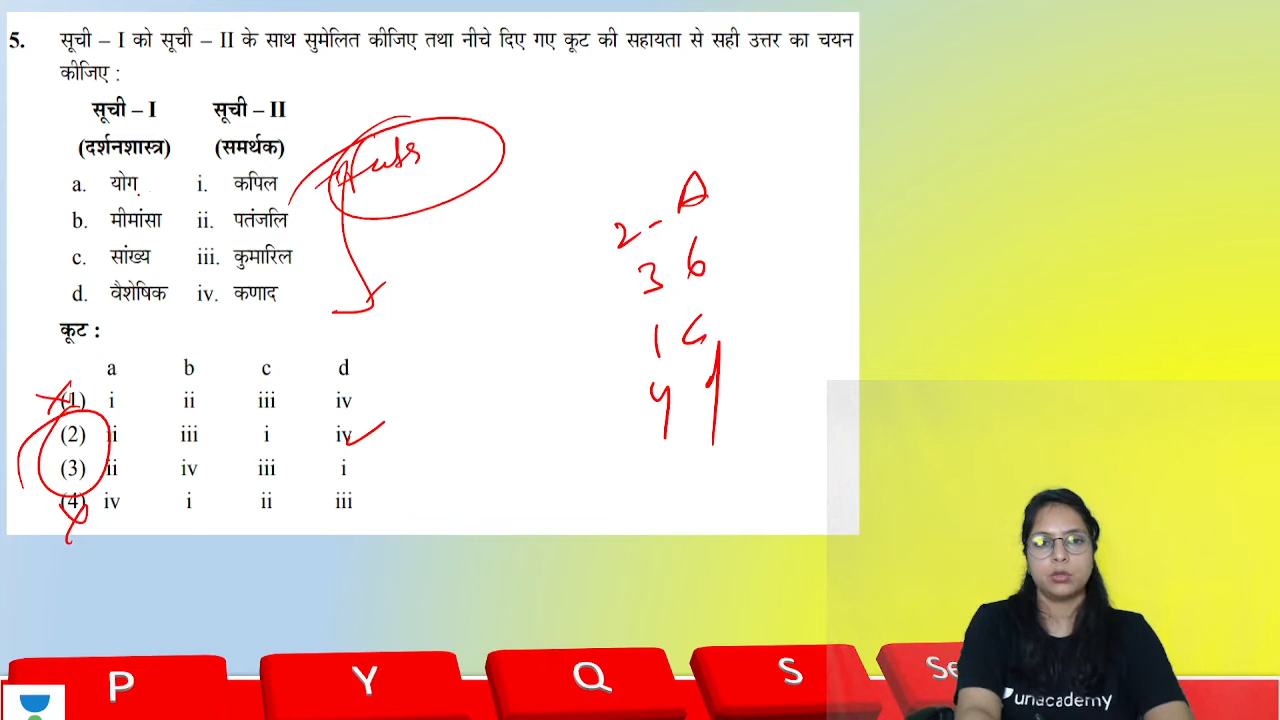 5. सूची – I को सूची – II के साथ सुमेलित कीजिए तथा नीचे दिए गए कूट की सहायता से सही उत्तर का चयन
कीजिए :
सूची – I सूची – II
(दर्शनशास्त्र) (समर्थक)
a. योग i. कपिल
b. मीमांसा ii. पतंजलि
c. सांख्य iii. कुमारिल
d. वैशेषिक iv. कणाद
कूट :
a b c d
(1) i ii iii iv
(2) ii iii i iv
(3) ii iv iii i
(4) iv i ii iii
A
2 -
3 b
1 C
4 d
P Y Q S Se
unacademy